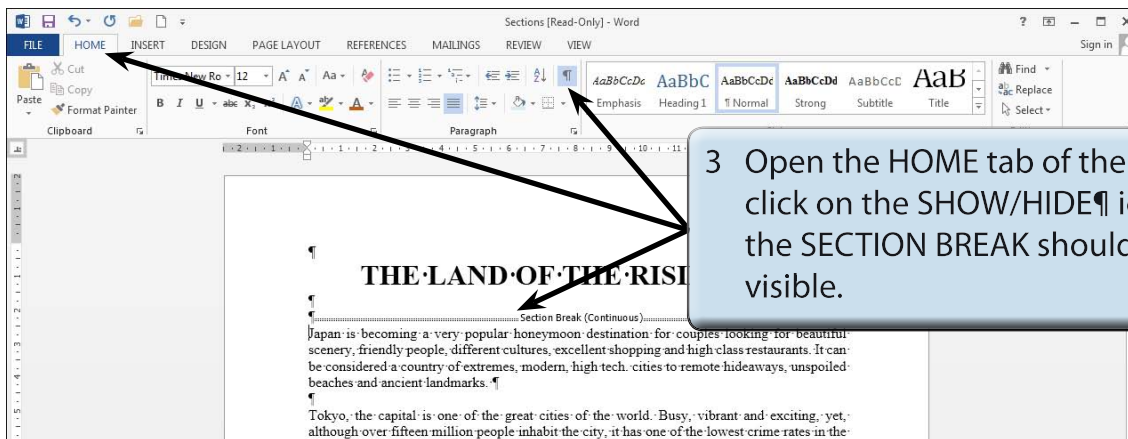 Sections [Read-Only] - Word
?
FILE HOME INSERT DESIGN PAGE LAYOUT REFERENCES MAILINGS REVIEW VIEW Sign in
Paste
Cut
Copy
Format Painter
Clipboard
New Ro 12 A A Aa
B I U abc A A
Font
Paragraph
AaBbCcDc AaBbC AaBbCcDc AaBbCcDd AaBbCcD AaB
Emphasis Heading 1 ¶ Normal Strong Subtitle Title
Find
Replace
Select
3 Open the HOME tab of the
click on the SHOW/HIDE¶
the SECTION BREAK should
visible.
¶
THE·LAND·OF·THE·RISI
¶
¶ Section Break (Continuous)
Japan·is·becoming·a·very·popular·honeymoon·destination·for·couples·looking·for·beautiful·
scenery,·friendly·people,·different·cultures,·excellent·shopping·and·high·class·restaurants.·It·can·
be·considered·a·country·of·extremes,·modern,·high·tech.·cities·to·remote·hideaways,·unspoiled·
beaches·and·ancient·landmarks.·¶
¶
Tokyo,·the·capital·is·one·of·the·great·cities·of·the·world.·Busy,·vibrant·and·exciting,·yet,·
although·over·fifteen·million·people·inhabit·the·city,·it·has·one·of·the·lowest·crime·rates·in·the·